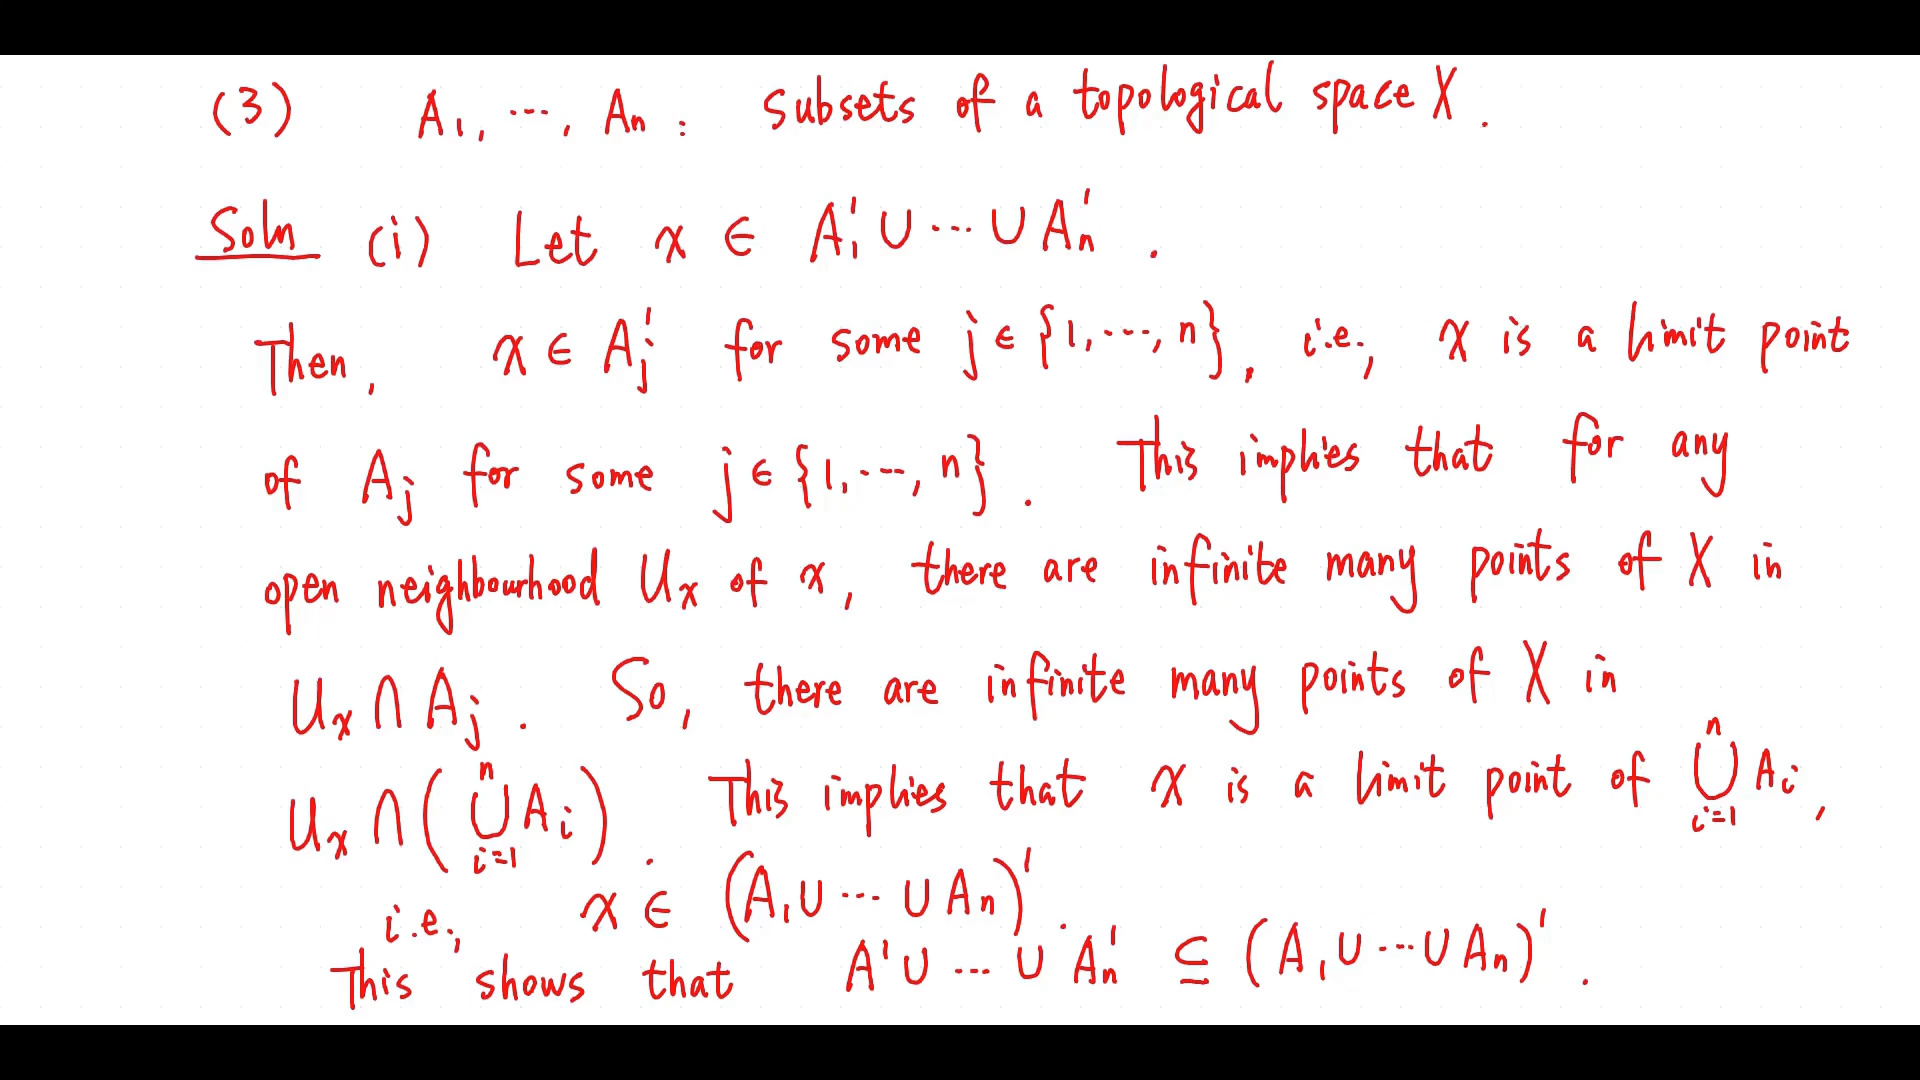 (3) A₁, ⋯, Aₙ : subsets of a topological space X.
Soln (i) Let x ∈ A₁' ∪ ⋯ ∪ Aₙ'.
Then, x ∈ Aⱼ' for some j ∈ {1, ⋯, n}, i.e., x is a limit point
of Aⱼ for some j ∈ {1, ⋯, n}. This implies that for any
open neighbourhood Uₓ of x, there are infinite many points of X in
Uₓ ∩ Aⱼ. So, there are infinite many points of X in
Uₓ ∩ (⋃ᵢ₌₁ⁿ Aᵢ). This implies that x is a limit point of ⋃ᵢ₌₁ⁿ Aᵢ,
i.e., x ∈ (A₁ ∪ ⋯ ∪ Aₙ)'.
This shows that A' ∪ ⋯ ∪ Aₙ' ⊆ (A₁ ∪ ⋯ ∪ Aₙ)'.